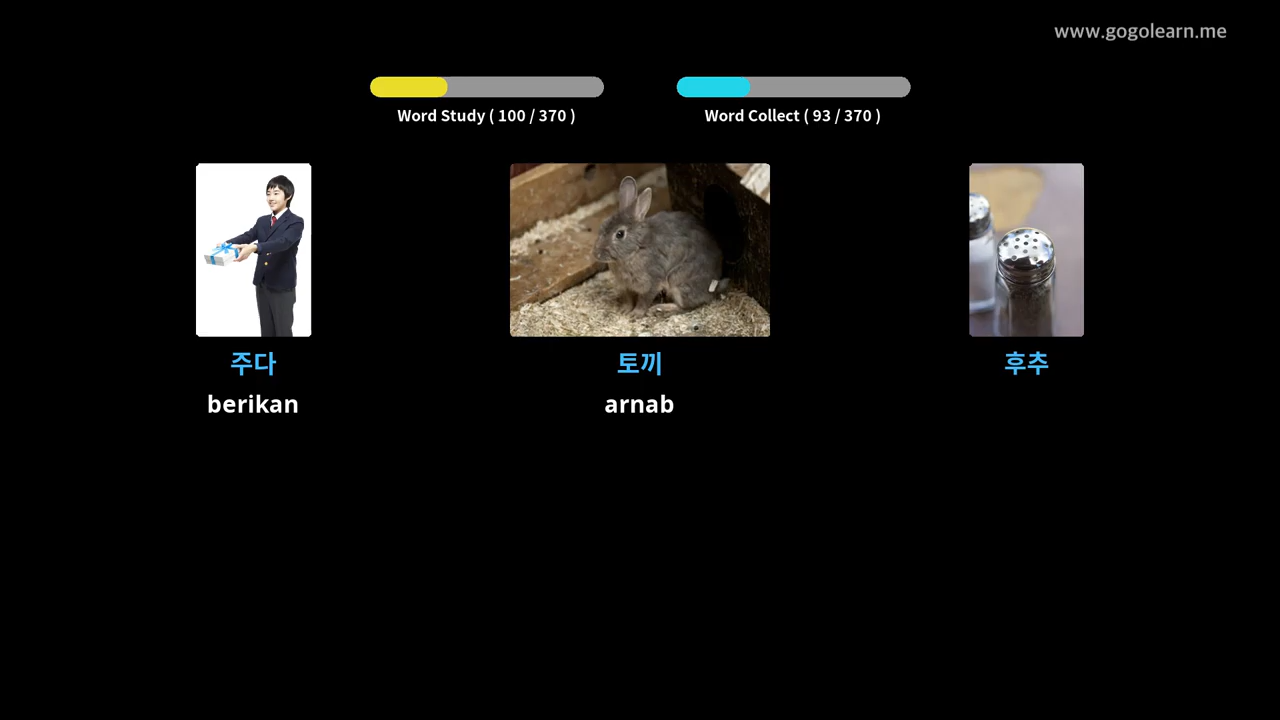 www.gogolearn.me
Word Study ( 100 / 370 )
Word Collect ( 93 / 370 )
주다
토끼
후추
berikan
arnab